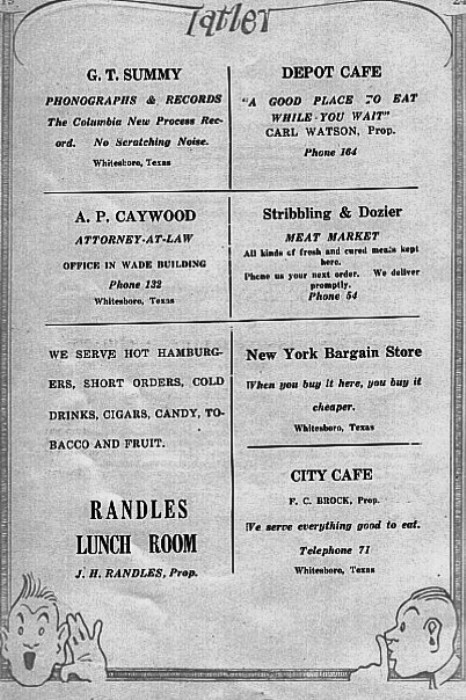 Tatler
G. T. SUMMY
PHONOGRAPHS & RECORDS
The Columbia New Process Rec-
ord. No Scratching Noise.
Whitesboro, Texas
DEPOT CAFE
"A GOOD PLACE TO EAT
WHILE YOU WAIT"
CARL WATSON, Prop.
Phone 164
A. P. CAYWOOD
ATTORNEY-AT-LAW
OFFICE IN WADE BUILDING
Phone 132
Whitesboro, Texas
Stribbling & Dozier
MEAT MARKET
All kinds of fresh and cured meats kept
here.
Phone us your next order. We deliver
promptly.
Phone 54
WE SERVE HOT HAMBURG-
ERS, SHORT ORDERS, COLD
DRINKS, CIGARS, CANDY, TO-
BACCO AND FRUIT.
RANDLES
LUNCH ROOM
J. H. RANDLES, Prop.
New York Bargain Store
When you buy it here, you buy it
cheaper.
Whitesboro, Texas
CITY CAFE
F. C. BROCK, Prop.
We serve everything good to eat.
Telephone 71
Whitesboro, Texas